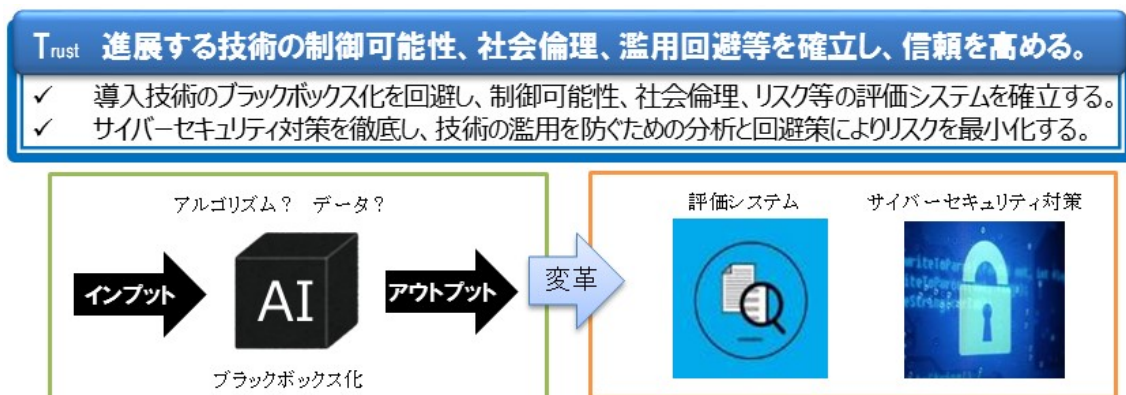 Trust 進展する技術の制御可能性、社会倫理、濫用回避等を確立し、信頼を高める。
✓ 導入技術のブラックボックス化を回避し、制御可能性、社会倫理、リスク等の評価システムを確立する。
✓ サイバーセキュリティ対策を徹底し、技術の濫用を防ぐための分析と回避策によりリスクを最小化する。
アルゴリズム? データ?
インプット
AI
アウトプット
ブラックボックス化
変革
評価システム
サイバーセキュリティ対策